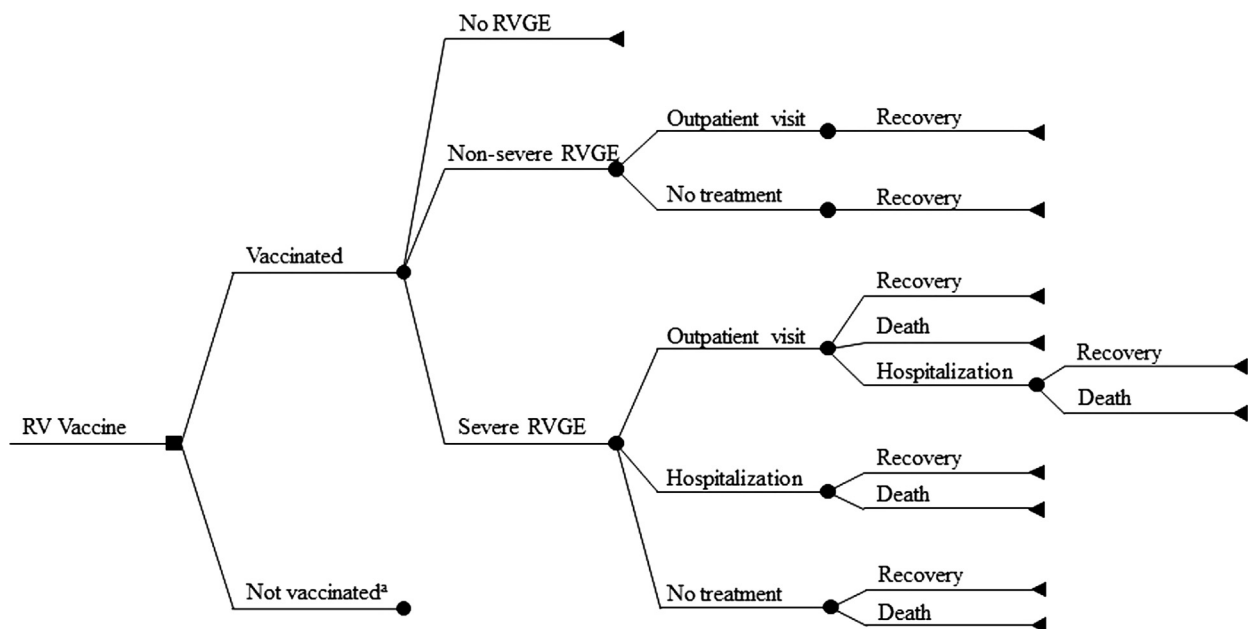 No RVGE
Outpatient visit
Recovery
Non-severe RVGE
No treatment
Recovery
Vaccinated
Recovery
Outpatient visit
Death
Hospitalization
Recovery
Death
RV Vaccine
Severe RVGE
Hospitalization
Recovery
Death
Not vaccinatedª
No treatment
Recovery
Death